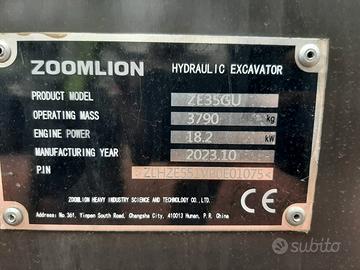 ZOOMLION HYDRAULIC EXCAVATOR
PRODUCT MODEL ZE35GU
OPERATING MASS 3790 kg
ENGINE POWER 18.2 kW
MANUFACTURING YEAR 2023.10
PIN
ZOOMLION HEAVY INDUSTRY SCIENCE AND TECHNOLOGY CO., LTD.
Address: No.361, Yinpen South Road, Changsha City, 410013 Hunan, P.R. China
CE
subito